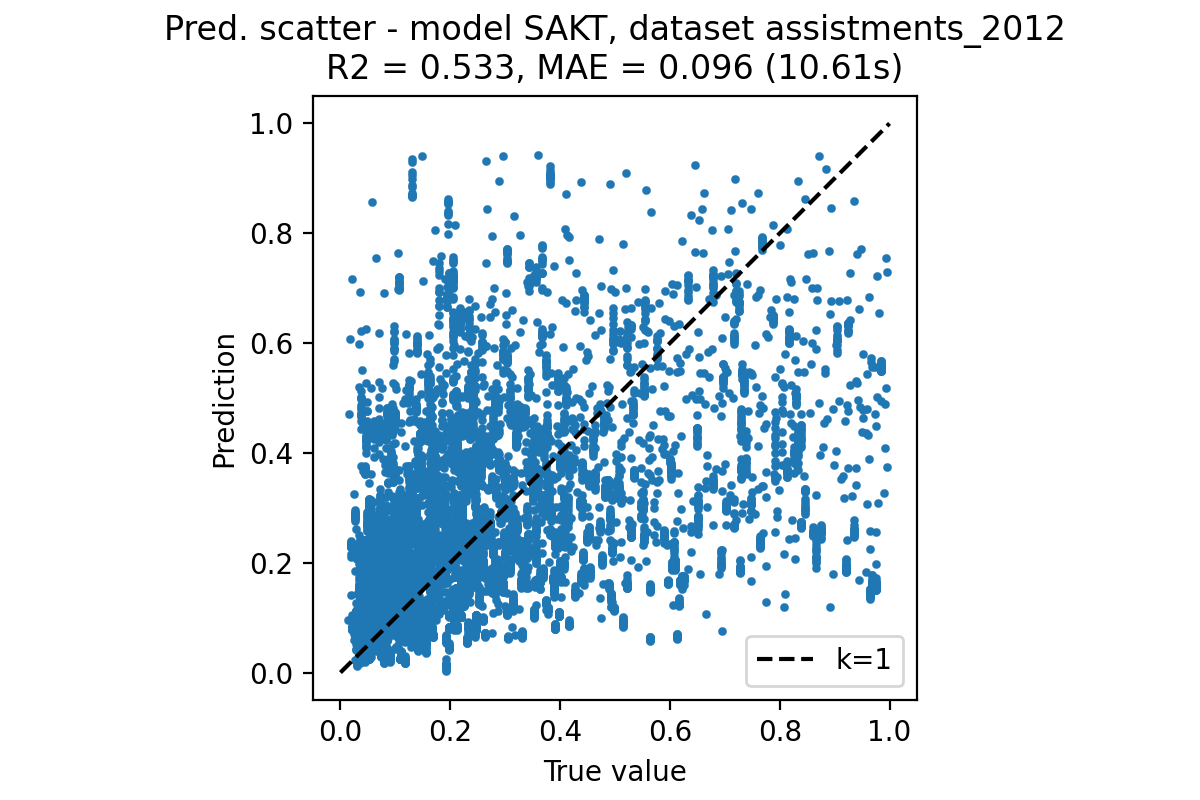 Pred. scatter - model SAKT, dataset assistments_2012
R2 = 0.533, MAE = 0.096 (10.61s)
1.0
0.8
0.6
0.4
0.2
0.0
Prediction
k=1
0.0 0.2 0.4 0.6 0.8 1.0
True value